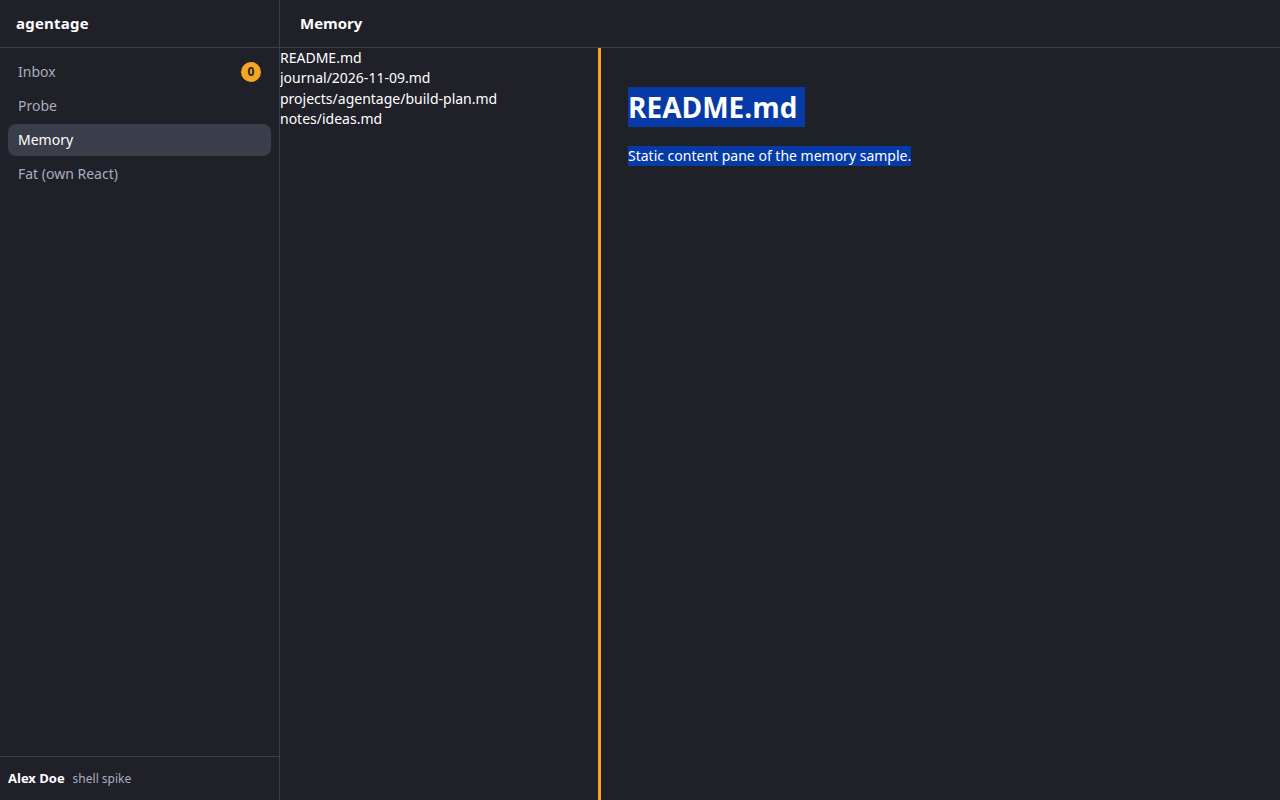 agentage
Memory
Inbox
0
Probe
Memory
Fat (own React)
README.md
journal/2026-11-09.md
projects/agentage/build-plan.md
notes/ideas.md
README.md
Static content pane of the memory sample.
Alex Doe shell spike